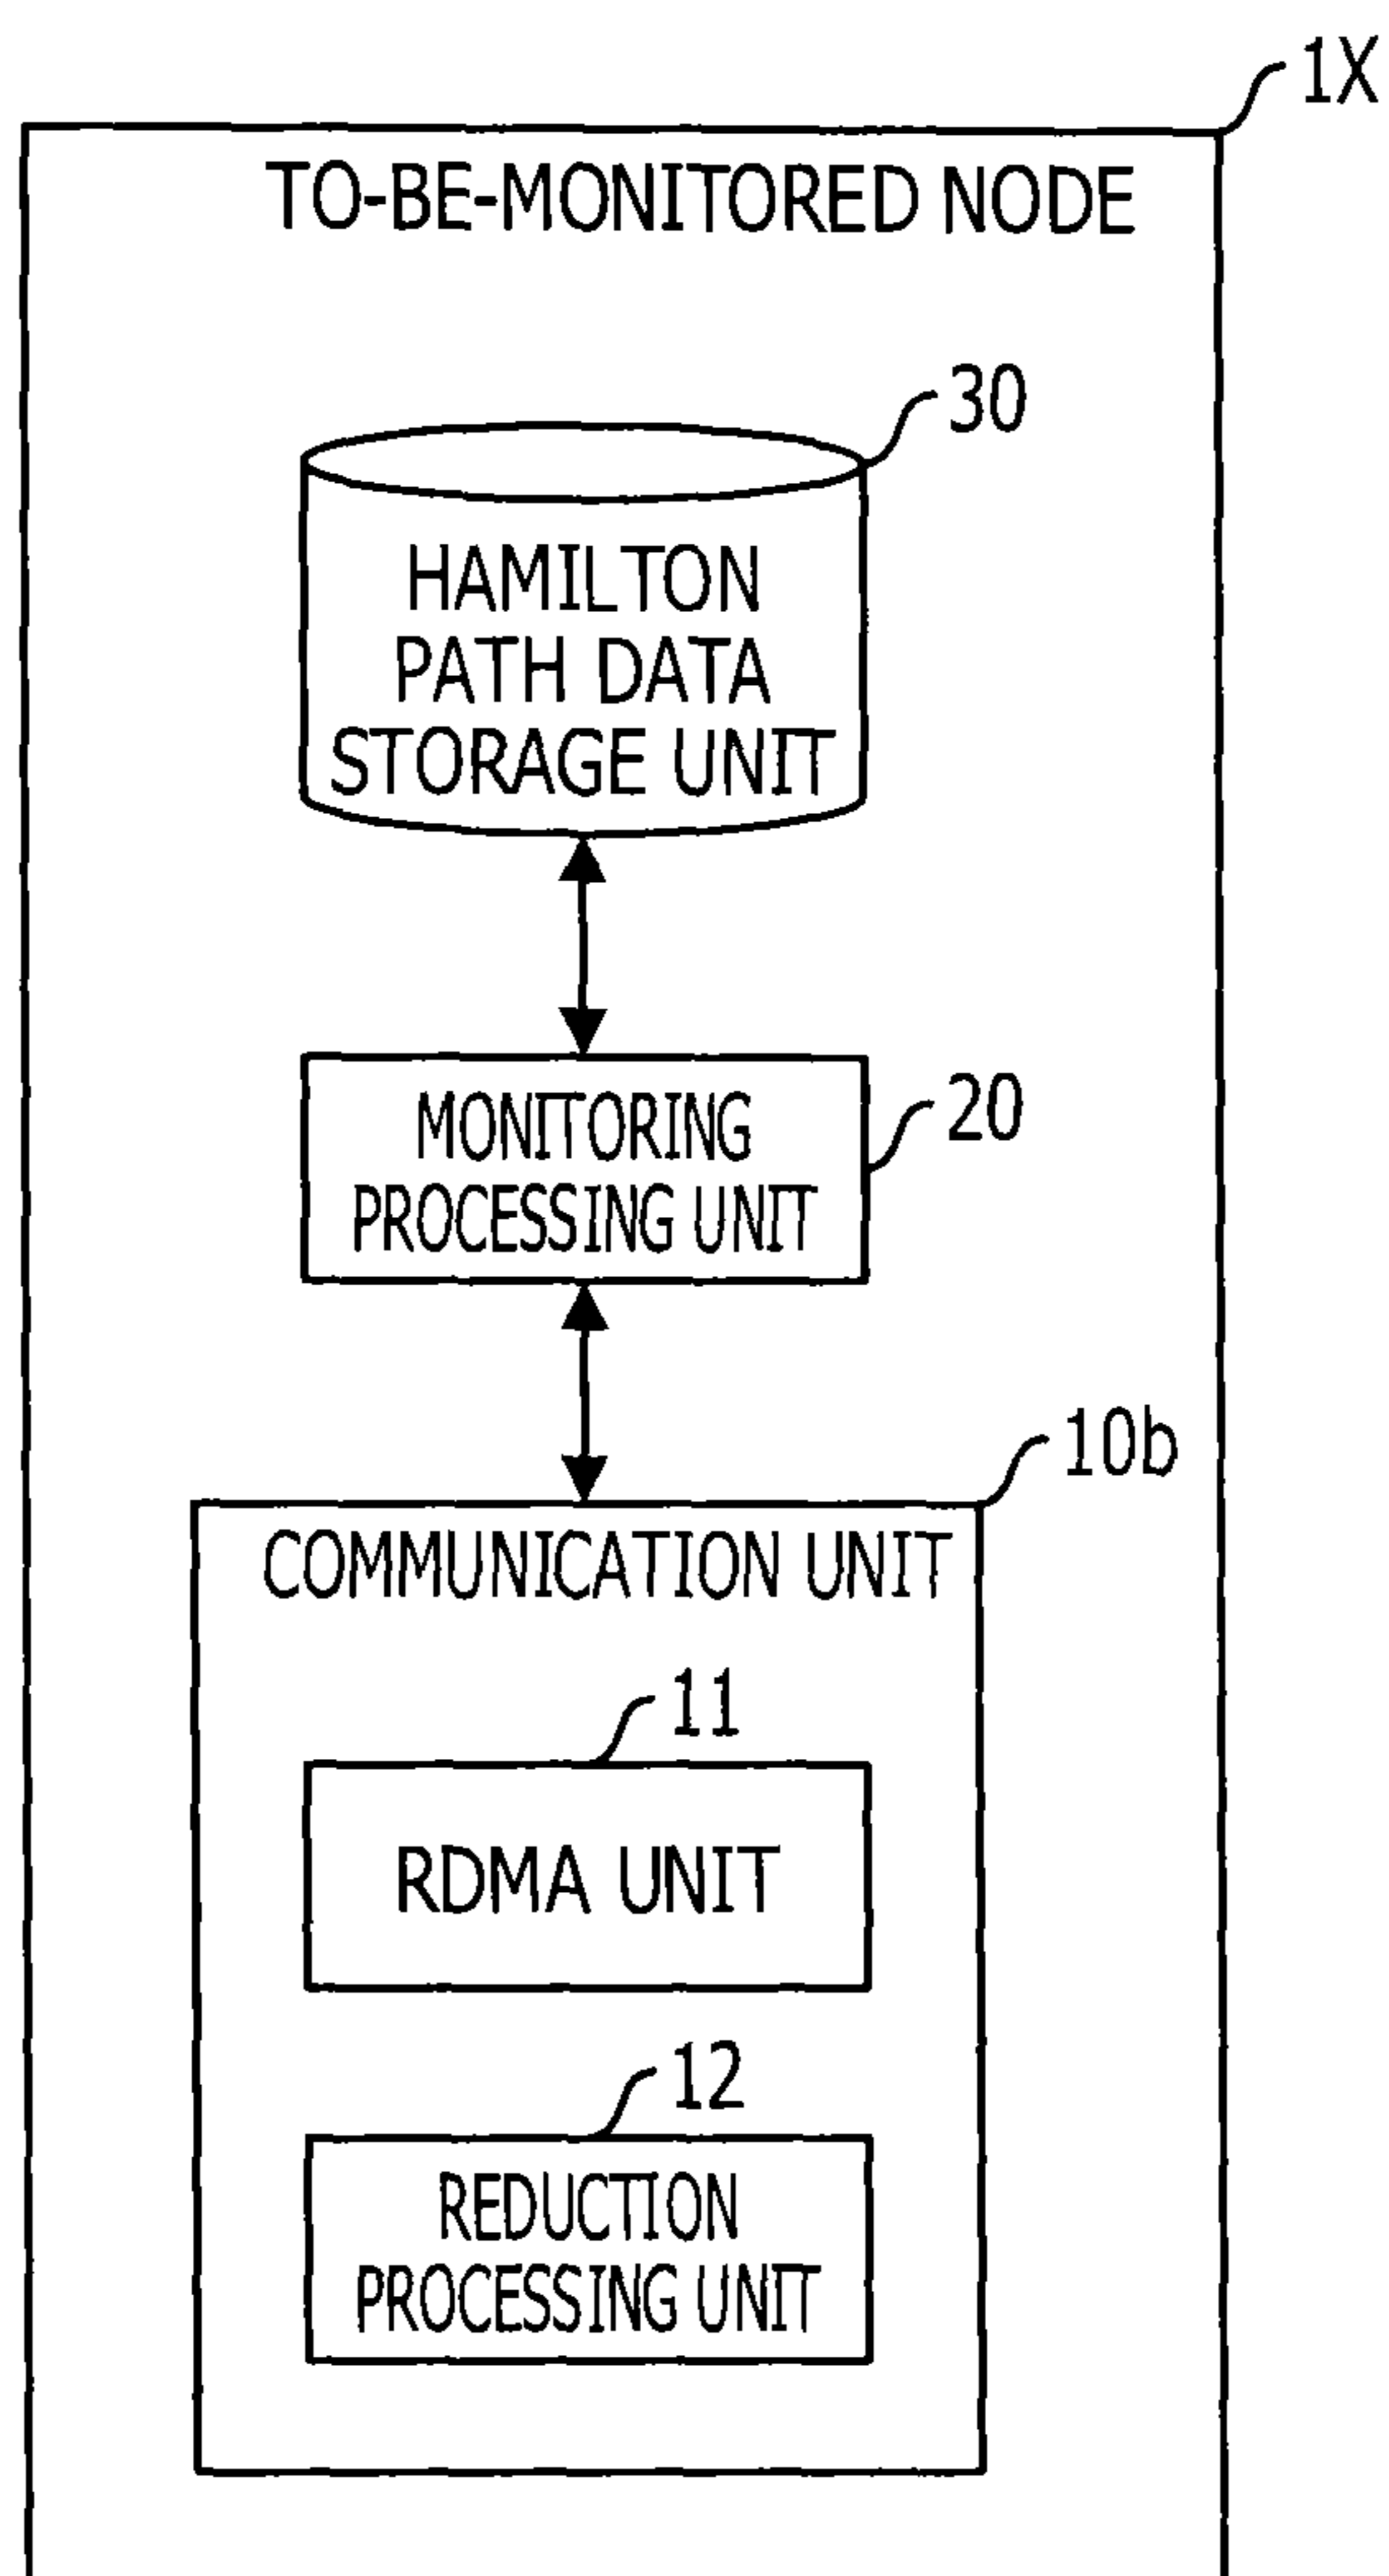 1X
TO-BE-MONITORED NODE
30
HAMILTON
PATH DATA
STORAGE UNIT
MONITORING
PROCESSING UNIT
20
10b
COMMUNICATION UNIT
11
RDMA UNIT
12
REDUCTION
PROCESSING UNIT